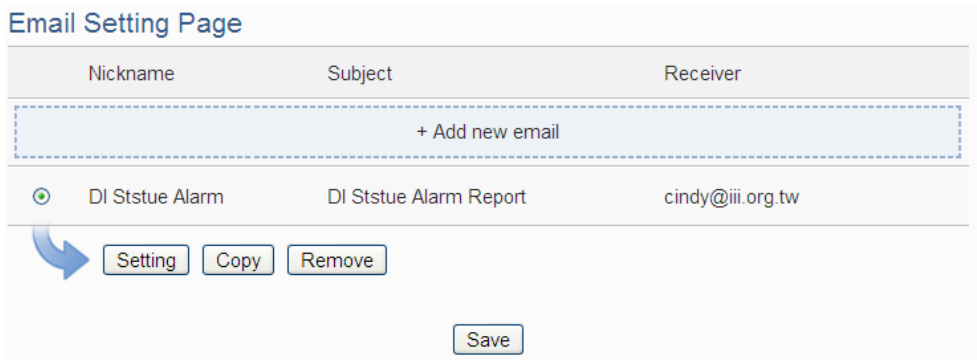 Email Setting Page
Nickname Subject Receiver
+ Add new email
DI Ststue Alarm DI Ststue Alarm Report cindy@iii.org.tw
Setting Copy Remove
Save